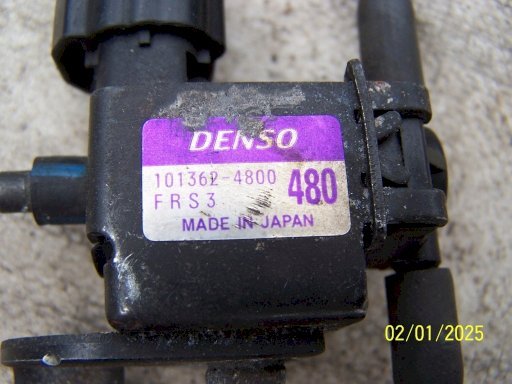 DENSO
101362-4800 480
FRS3
MADE IN JAPAN
02/01/2025